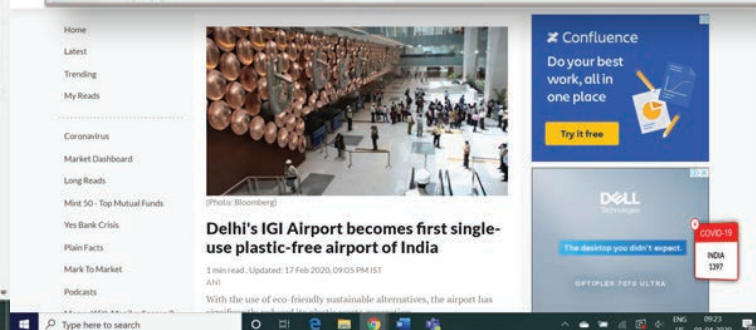 Home
Latest
Trending
My Reads
Coronavirus
Market Dashboard
Long Reads
Mint 50 - Top Mutual Funds
Yes Bank Crisis
Plain Facts
Mark To Market
Podcasts
(Photo: Bloomberg)
Delhi's IGI Airport becomes first single-
use plastic-free airport of India
1 min read . Updated: 17 Feb 2020, 09:05 PM IST
ANI
With the use of eco-friendly sustainable alternatives, the airport has
Confluence
Do your best
work, all in
one place
Try it free
DELL
Technologies
The desktop you didn't expect.
OPTIPLEX 7070 ULTRA
COVID-19
INDIA
1397
Type here to search
ENG
09:23
01-04-2020